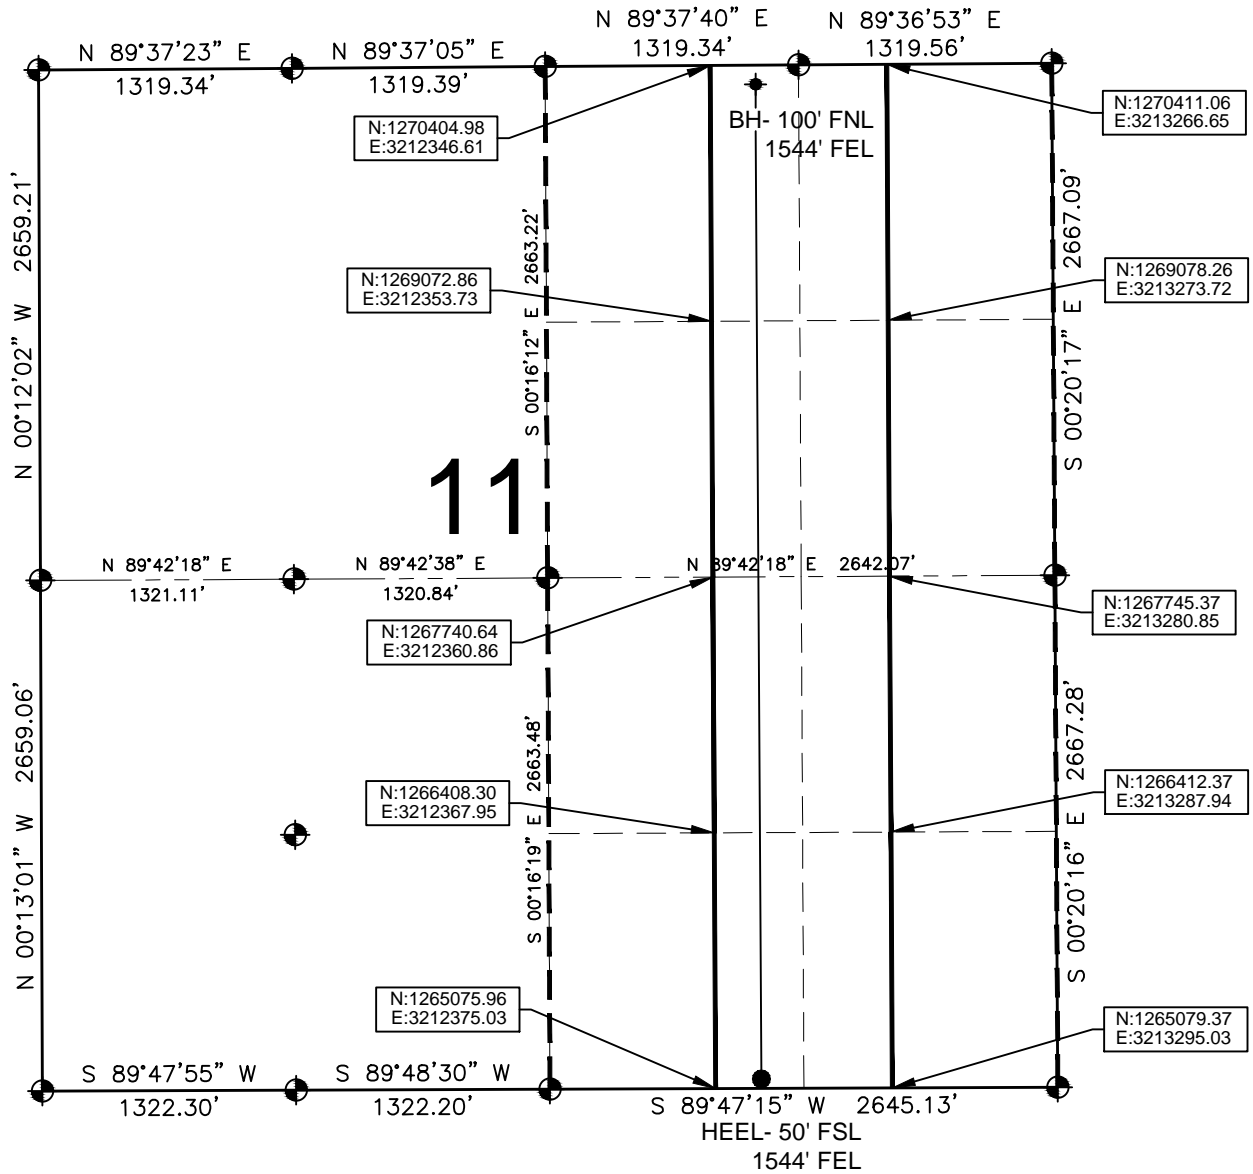 N 89°37'23" E
1319.34'
N 89°37'05" E
1319.39'
N 89°37'40" E
1319.34'
N 89°36'53" E
1319.56'
N:1270404.98
E:3212346.61
BH- 100' FNL
1544' FEL
N:1270411.06
E:3213266.65
N 00°12'02" W 2659.21'
S 00°16'12" E 2663.22'
S 00°20'17" E 2667.09'
N:1269072.86
E:3212353.73
N:1269078.26
E:3213273.72
11
N 89°42'18" E
1321.11'
N 89°42'38" E
1320.84'
N 89°42'18" E 2642.07'
N:1267740.64
E:3212360.86
N:1267745.37
E:3213280.85
N 00°13'01" W 2659.06'
S 00°16'19" E 2663.48'
S 00°20'16" E 2667.28'
N:1266408.30
E:3212367.95
N:1266412.37
E:3213287.94
N:1265075.96
E:3212375.03
N:1265079.37
E:3213295.03
S 89°47'55" W
1322.30'
S 89°48'30" W
1322.20'
S 89°47'15" W 2645.13'
HEEL- 50' FSL
1544' FEL